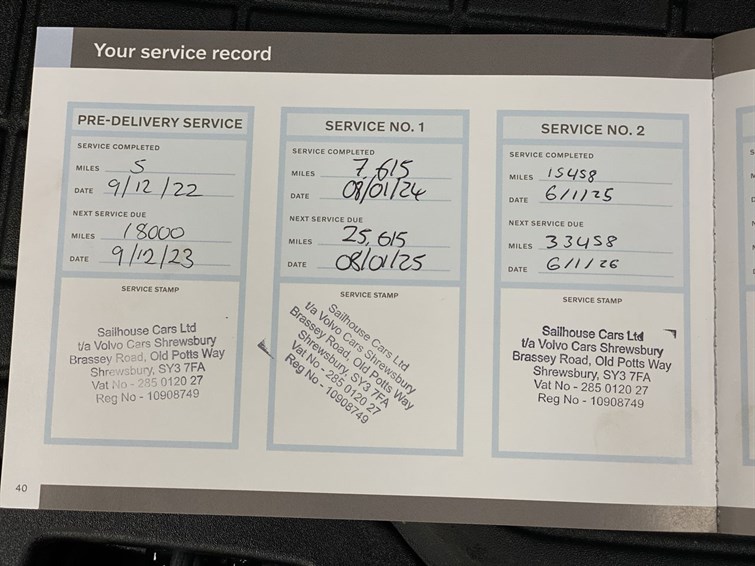 Your service record
PRE-DELIVERY SERVICE
SERVICE COMPLETED
MILES 5
DATE 9/12/22
NEXT SERVICE DUE
MILES 18000
DATE 9/12/23
SERVICE STAMP
Sailhouse Cars Ltd
t/a Volvo Cars Shrewsbury
Brassey Road, Old Potts Way
Shrewsbury, SY3 7FA
Vat No - 285 0120 27
Reg No - 10908749
SERVICE NO. 1
SERVICE COMPLETED
MILES 7,615
DATE 08/01/24
NEXT SERVICE DUE
MILES 25,615
DATE 08/01/25
SERVICE STAMP
Sailhouse Cars Ltd
t/a Volvo Cars Shrewsbury
Brassey Road, Old Potts Way
Shrewsbury, SY3 7FA
Vat No - 285 0120 27
Reg No - 10908749
SERVICE NO. 2
SERVICE COMPLETED
MILES 15458
DATE 6/1/25
NEXT SERVICE DUE
MILES 33458
DATE 6/1/26
SERVICE STAMP
Sailhouse Cars Ltd
t/a Volvo Cars Shrewsbury
Brassey Road, Old Potts Way
Shrewsbury, SY3 7FA
Vat No - 285 0120 27
Reg No - 10908749
40